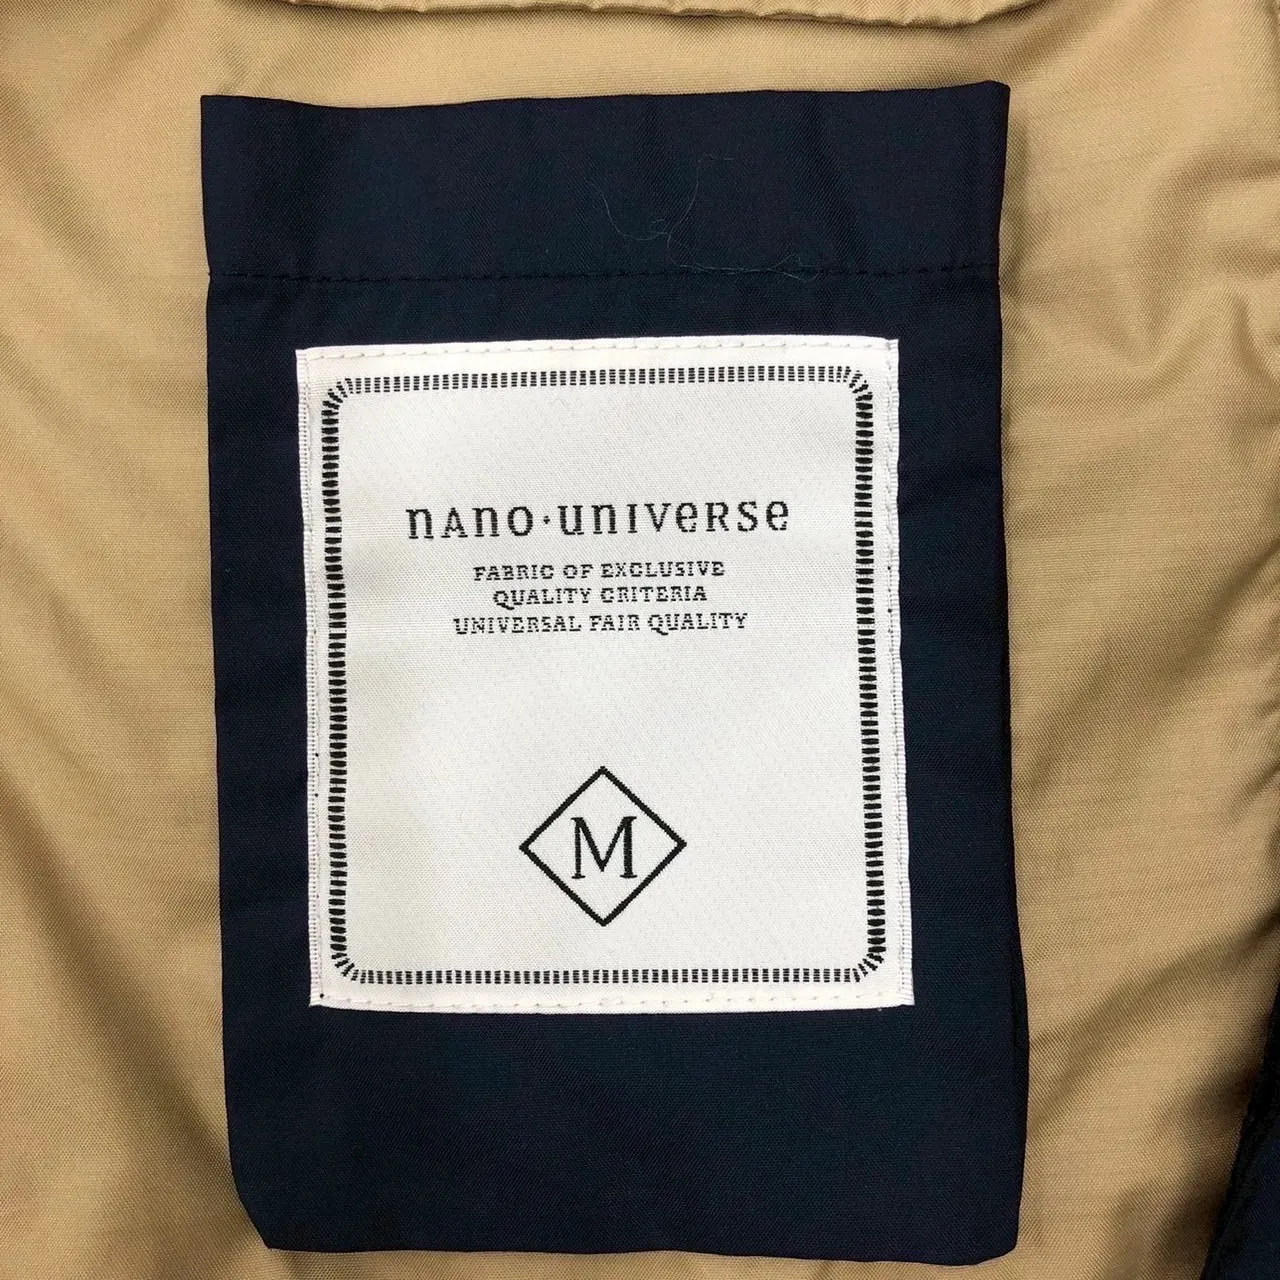 nano·universe
FABRIC OF EXCLUSIVE
QUALITY CRITERIA
UNIVERSAL FAIR QUALITY
M